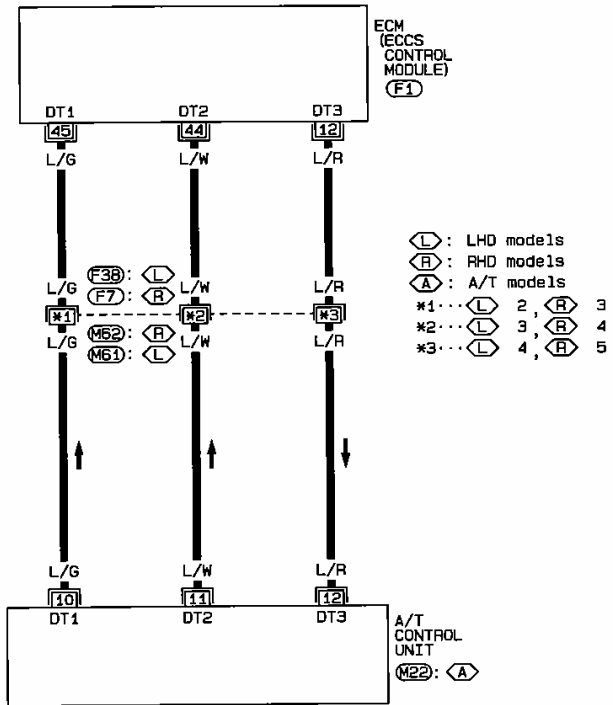 ECM
(ECCS
CONTROL
MODULE)
F1
DT1 DT2 DT3
45 44 12
L/G L/W L/R
L: LHD models
R: RHD models
A: A/T models
*1···L 2, R 3
*2···L 3, R 4
*3···L 4, R 5
F38: L
F7: R
L/G L/W L/R
*1 *2 *3
L/G L/W L/R
M62: R
M61: L
L/G L/W L/R
10 11 12
DT1 DT2 DT3
A/T
CONTROL
UNIT
M22: A